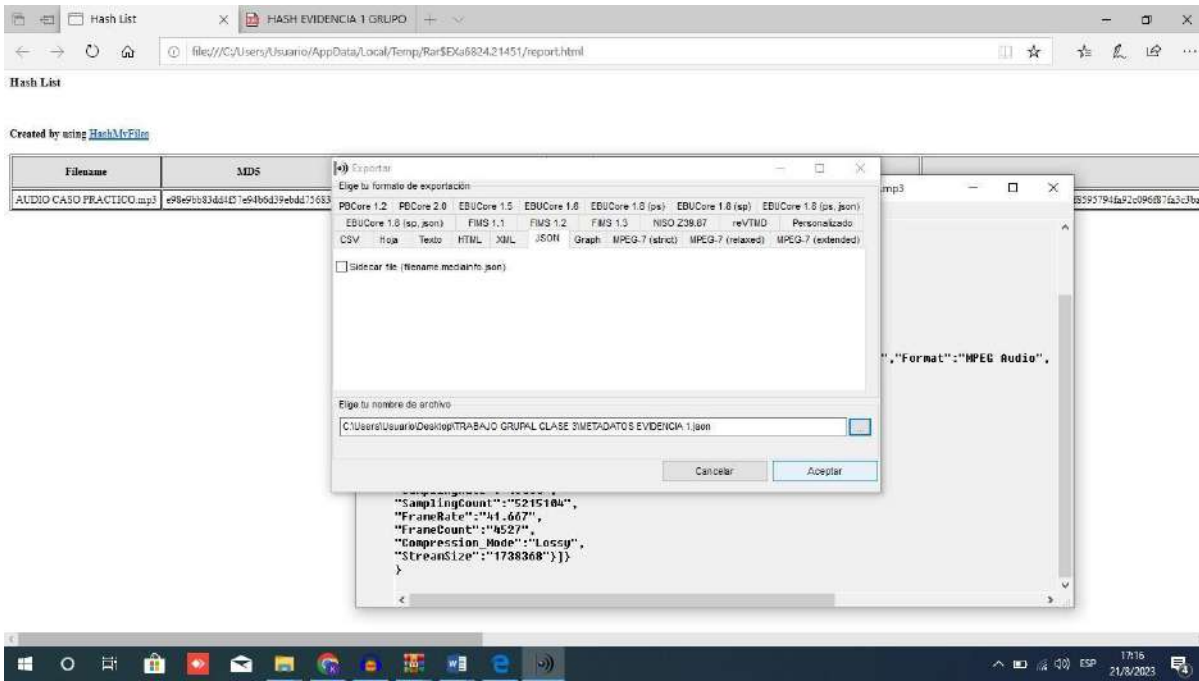 Hash List
HASH EVIDENCIA 1 GRUPO
file:///C:/Users/Usuario/AppData/Local/Temp/Rar$EXa6824.21451/report.html
Hash List
Created by using HashMyFiles
Filename MD5
AUDIO CASO PRACTICO.mp3
Exportar
Elige tu formato de exportación
PBCore 1.2 PBCore 2.0 EBUCore 1.5 EBUCore 1.6 EBUCore 1.8 (ps) EBUCore 1.8 (sp) EBUCore 1.8 (ps, json)
EBUCore 1.8 (sp, json) FIMS 1.1 FIMS 1.2 FIMS 1.3 NISO Z39.87 reVTMD Personalizado
CSV Hoja Texto HTML XML JSON Graph MPEG-7 (strict) MPEG-7 (relaxed) MPEG-7 (extended)
Sidecar file (filename.mediainfo.json)
Elige tu nombre de archivo
C:\Users\Usuario\Desktop\TRABAJO GRUPAL CLASE 3\METADATOS EVIDENCIA 1.json
...
Cancelar Aceptar
.mp3
","Format":"MPEG Audio",
"SamplingCount":"5215104",
"FrameRate":"41.667",
"FrameCount":"4527",
"Compression_Mode":"Lossy",
"StreamSize":"1738368"}]}
}
ESP
17:16
21/8/2023